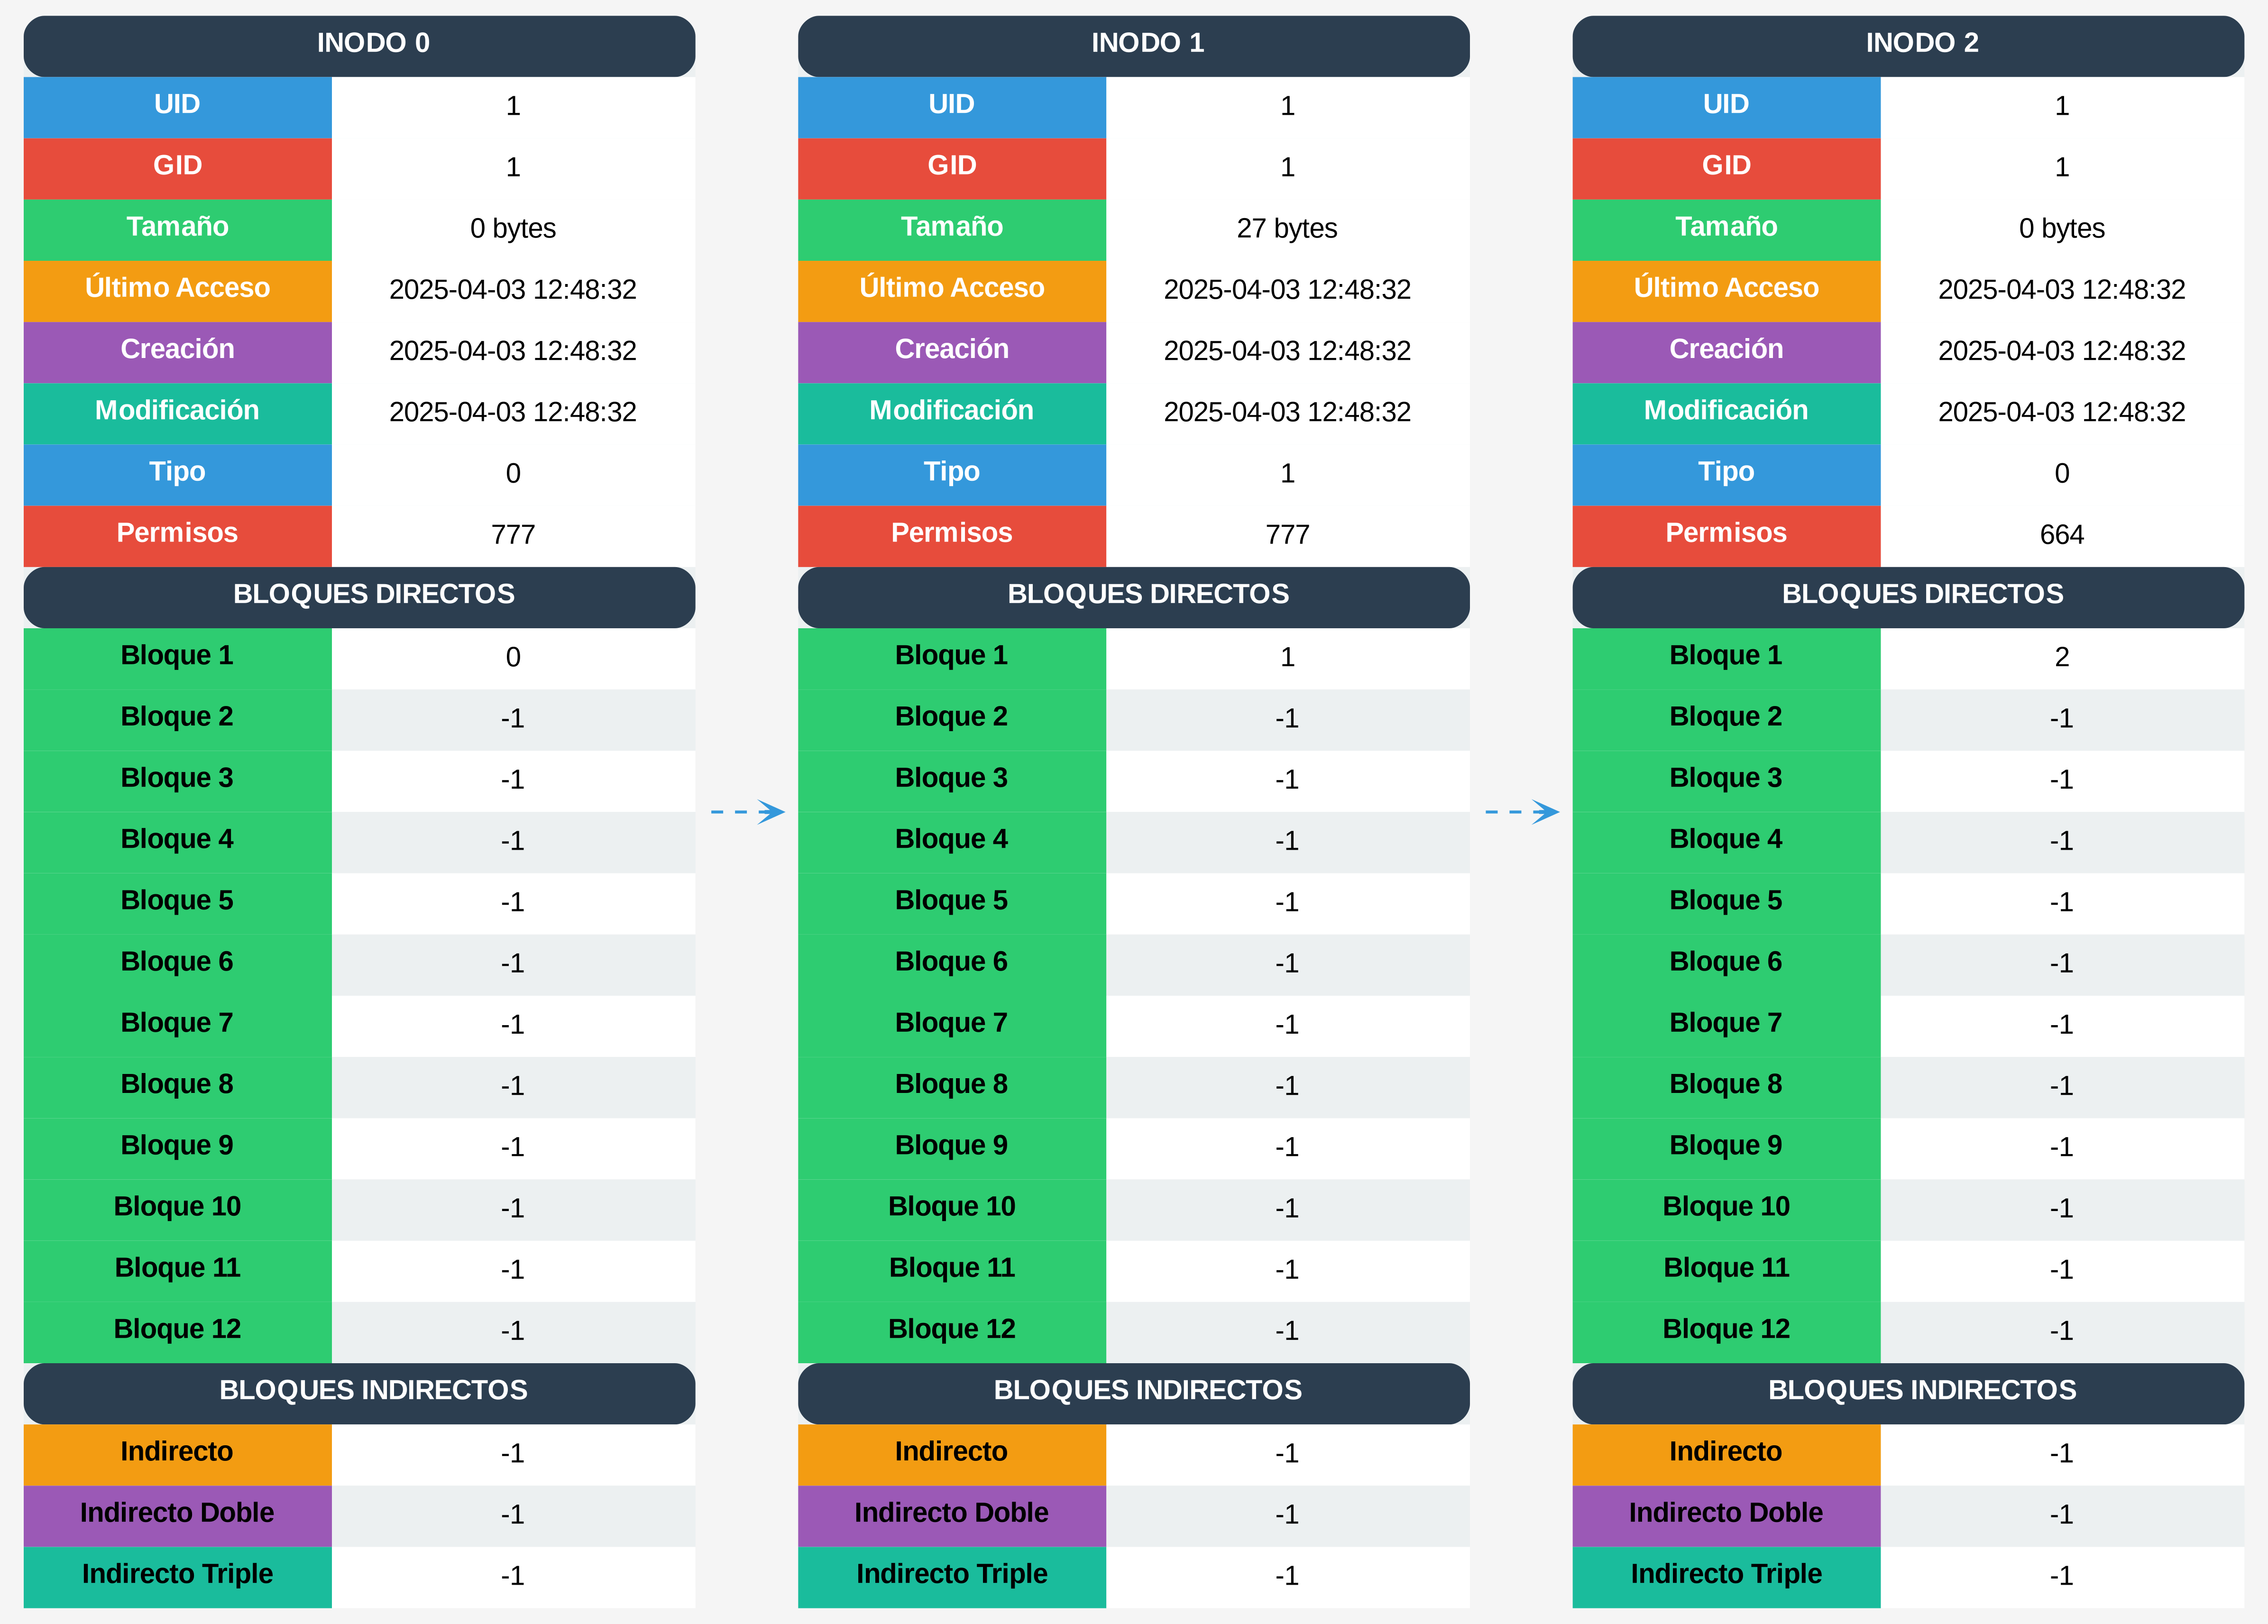 INODO 0
UID 1
GID 1
Tamaño 0 bytes
Último Acceso 2025-04-03 12:48:32
Creación 2025-04-03 12:48:32
Modificación 2025-04-03 12:48:32
Tipo 0
Permisos 777
BLOQUES DIRECTOS
Bloque 1 0
Bloque 2 -1
Bloque 3 -1
Bloque 4 -1
Bloque 5 -1
Bloque 6 -1
Bloque 7 -1
Bloque 8 -1
Bloque 9 -1
Bloque 10 -1
Bloque 11 -1
Bloque 12 -1
BLOQUES INDIRECTOS
Indirecto -1
Indirecto Doble -1
Indirecto Triple -1
INODO 1
UID 1
GID 1
Tamaño 27 bytes
Último Acceso 2025-04-03 12:48:32
Creación 2025-04-03 12:48:32
Modificación 2025-04-03 12:48:32
Tipo 1
Permisos 777
BLOQUES DIRECTOS
Bloque 1 1
Bloque 2 -1
Bloque 3 -1
Bloque 4 -1
Bloque 5 -1
Bloque 6 -1
Bloque 7 -1
Bloque 8 -1
Bloque 9 -1
Bloque 10 -1
Bloque 11 -1
Bloque 12 -1
BLOQUES INDIRECTOS
Indirecto -1
Indirecto Doble -1
Indirecto Triple -1
INODO 2
UID 1
GID 1
Tamaño 0 bytes
Último Acceso 2025-04-03 12:48:32
Creación 2025-04-03 12:48:32
Modificación 2025-04-03 12:48:32
Tipo 0
Permisos 664
BLOQUES DIRECTOS
Bloque 1 2
Bloque 2 -1
Bloque 3 -1
Bloque 4 -1
Bloque 5 -1
Bloque 6 -1
Bloque 7 -1
Bloque 8 -1
Bloque 9 -1
Bloque 10 -1
Bloque 11 -1
Bloque 12 -1
BLOQUES INDIRECTOS
Indirecto -1
Indirecto Doble -1
Indirecto Triple -1